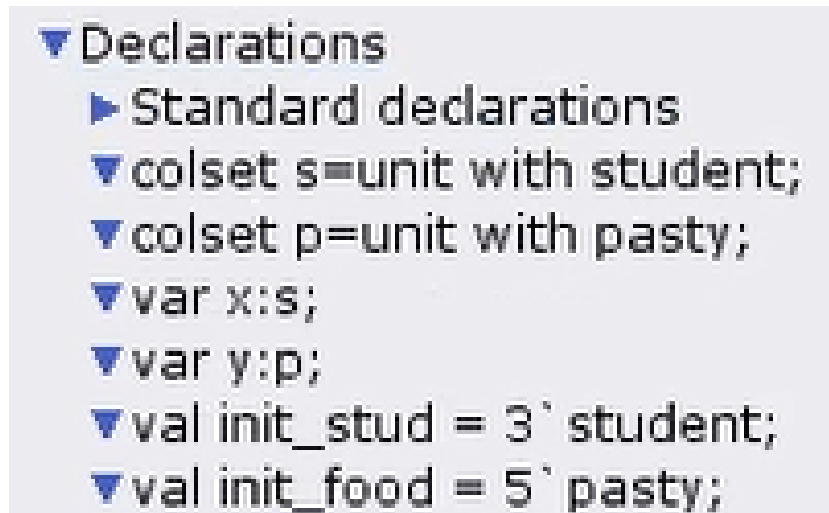 Declarations
Standard declarations
colset s=unit with student;
colset p=unit with pasty;
var x:s;
var y:p;
val init_stud = 3`student;
val init_food = 5`pasty;